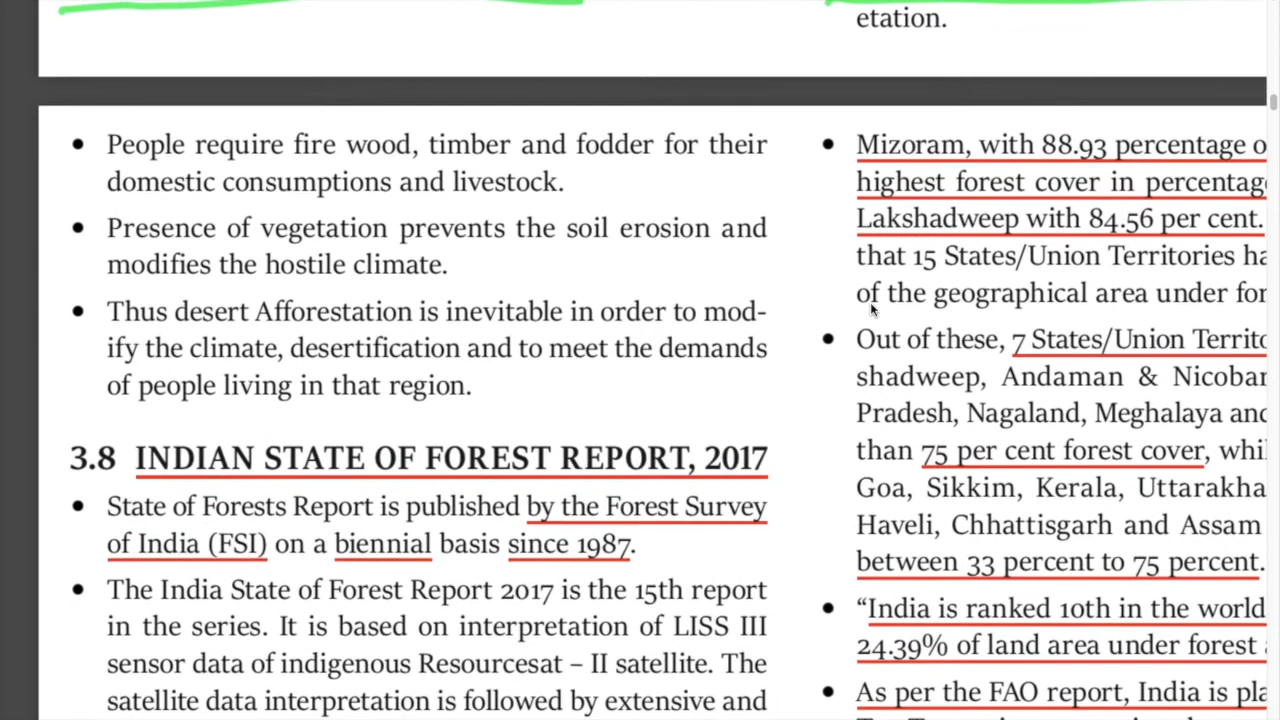 etation.
• People require fire wood, timber and fodder for their
domestic consumptions and livestock.
• Presence of vegetation prevents the soil erosion and
modifies the hostile climate.
• Thus desert Afforestation is inevitable in order to mod-
ify the climate, desertification and to meet the demands
of people living in that region.
3.8 INDIAN STATE OF FOREST REPORT, 2017
• State of Forests Report is published by the Forest Survey
of India (FSI) on a biennial basis since 1987.
• The India State of Forest Report 2017 is the 15th report
in the series. It is based on interpretation of LISS III
sensor data of indigenous Resourcesat – II satellite. The
satellite data interpretation is followed by extensive and
• Mizoram, with 88.93 percentage
highest forest cover in
Lakshadweep with 84.56 per cent.
that 15 States/Union Territories
of the geographical area under
• Out of these, 7 States/Union
shadweep, Andaman & Nicobar
Pradesh, Nagaland, Meghalaya
than 75 per cent forest cover,
Goa, Sikkim, Kerala,
Haveli, Chhattisgarh and Assam
between 33 percent to 75 percent.
• “India is ranked 10th in the world
24.39% of land area under forest
• As per the FAO report, India is